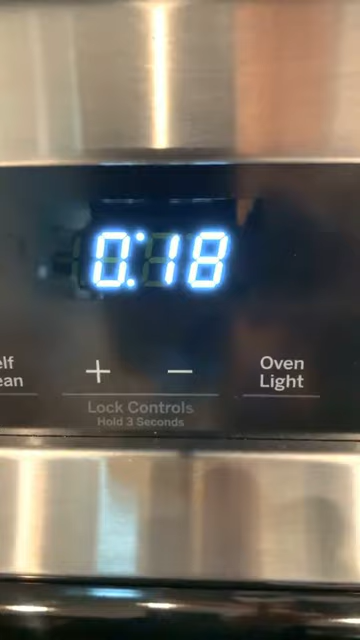 0:18
elf
ean
+ −
Oven
Light
Lock Controls
Hold 3 Seconds